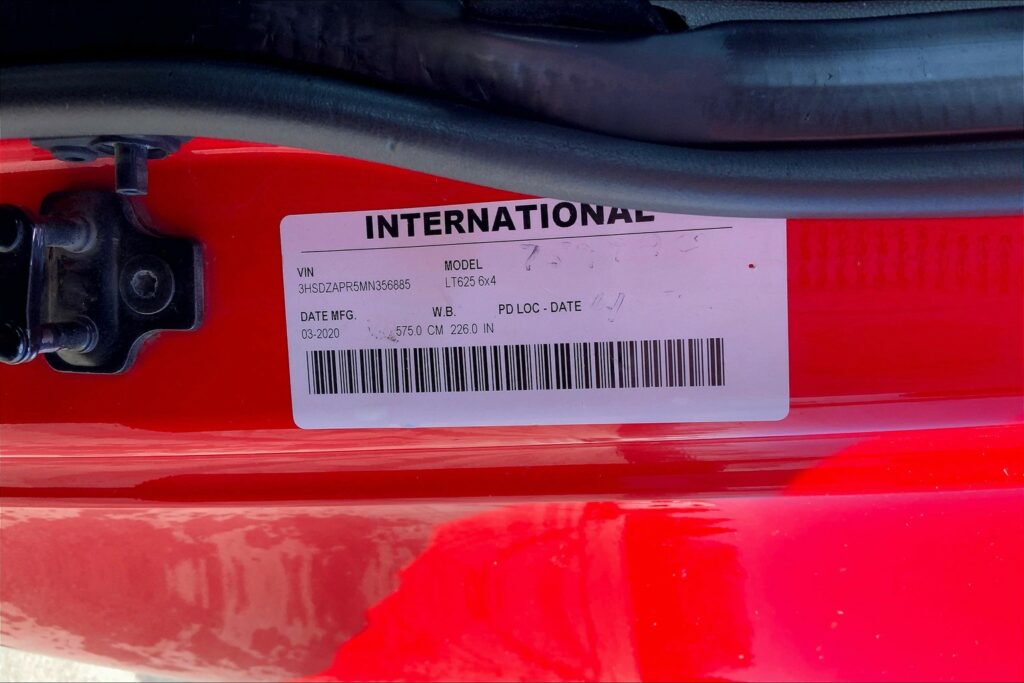 INTERNATIONAL
VIN MODEL
3HSDZAPR5MN356885 LT625 6x4
DATE MFG. W.B. PD LOC - DATE
03-2020 575.0 CM 226.0 IN